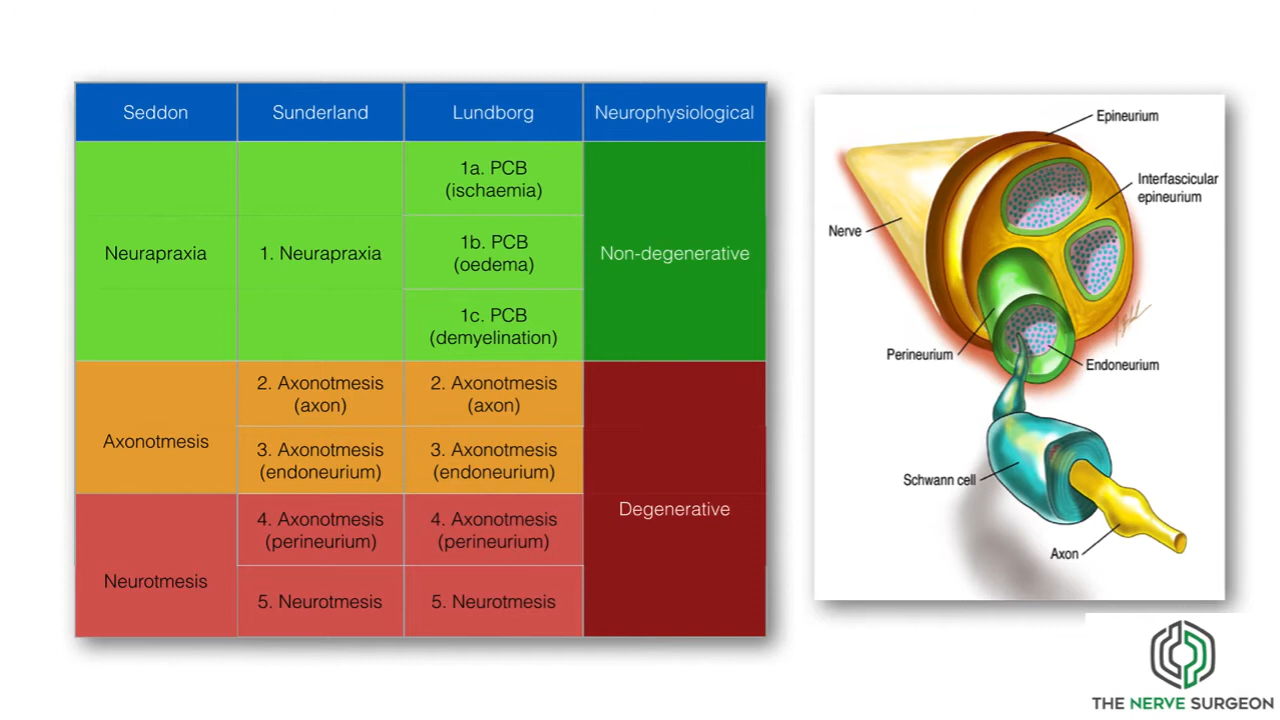 Seddon
Sunderland
Lundborg
Neurophysiological
Neurapraxia
1. Neurapraxia
1a. PCB
(ischaemia)
1b. PCB
(oedema)
1c. PCB
(demyelination)
Non-degenerative
Axonotmesis
2. Axonotmesis
(axon)
2. Axonotmesis
(axon)
3. Axonotmesis
(endoneurium)
3. Axonotmesis
(endoneurium)
Degenerative
Neurotmesis
4. Axonotmesis
(perineurium)
4. Axonotmesis
(perineurium)
5. Neurotmesis
5. Neurotmesis
Epineurium
Interfascicular
epineurium
Nerve
Perineurium
Endoneurium
Schwann cell
Axon
THE NERVE SURGEON